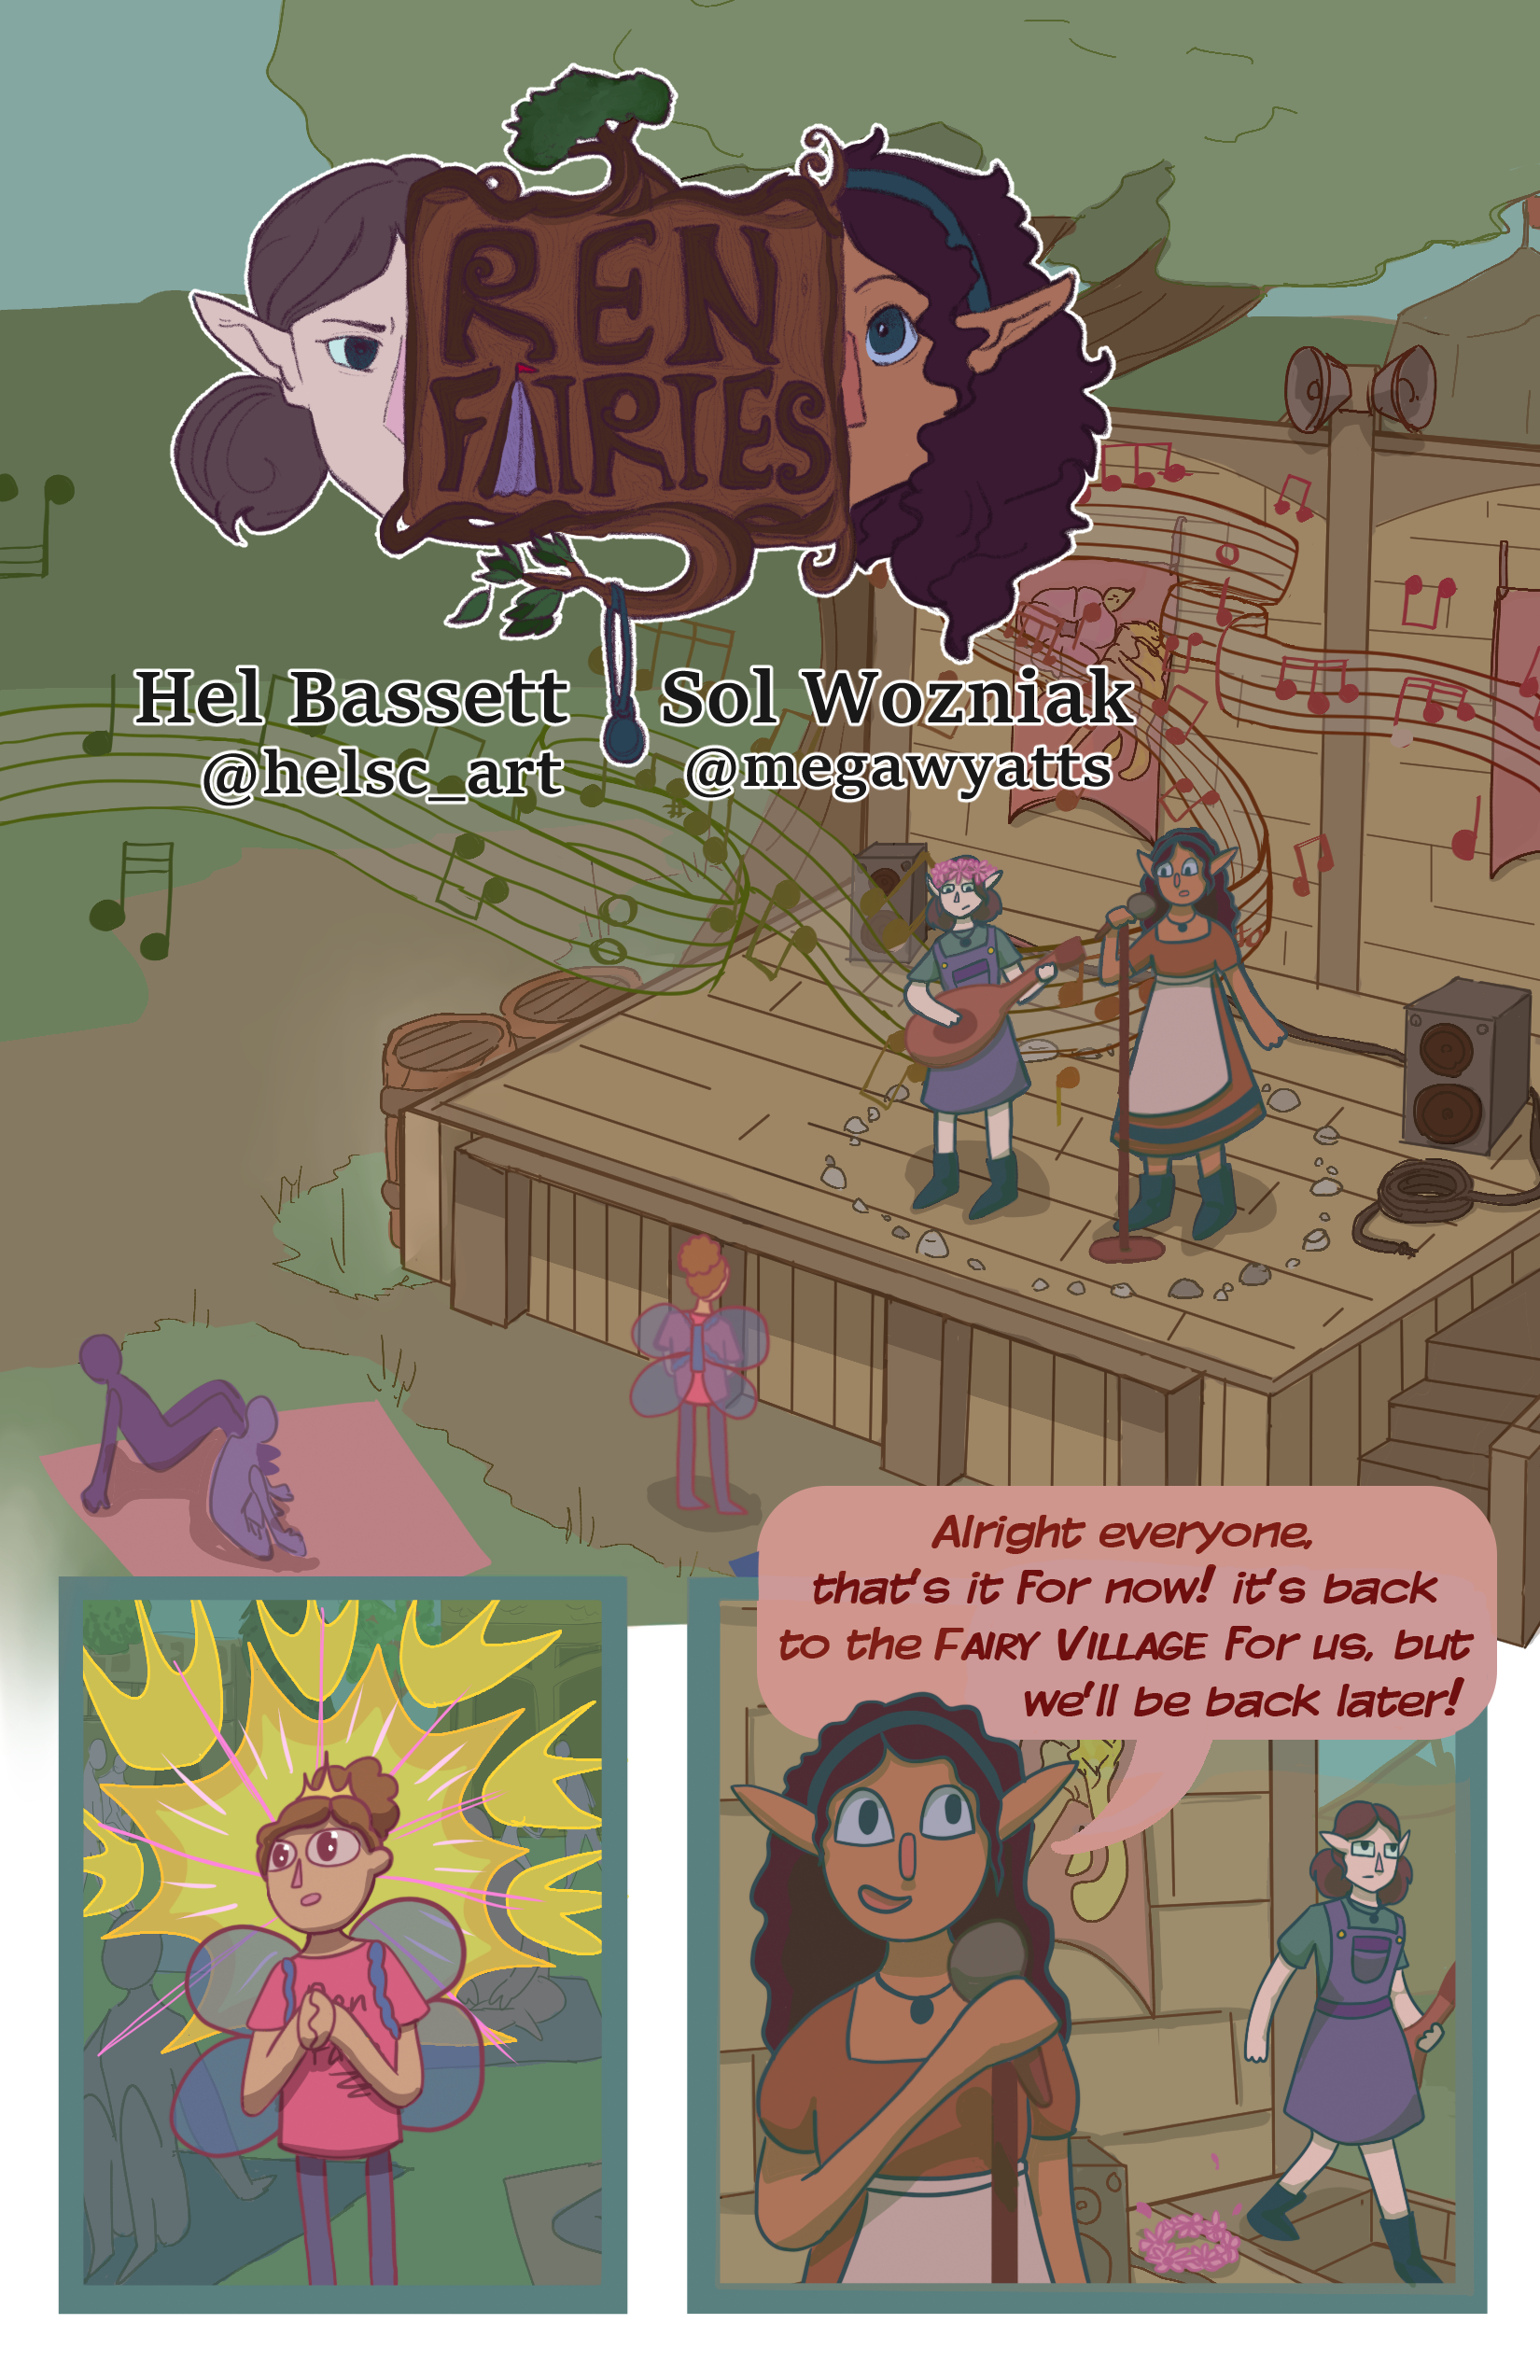 REN
FAIRIES
Hel Bassett
@helsc_art
Sol Wozniak
@megawyatts
Alright everyone,
that's it For now! it's back
to the FAIRY VILLAGE For us, but
we'll be back later!